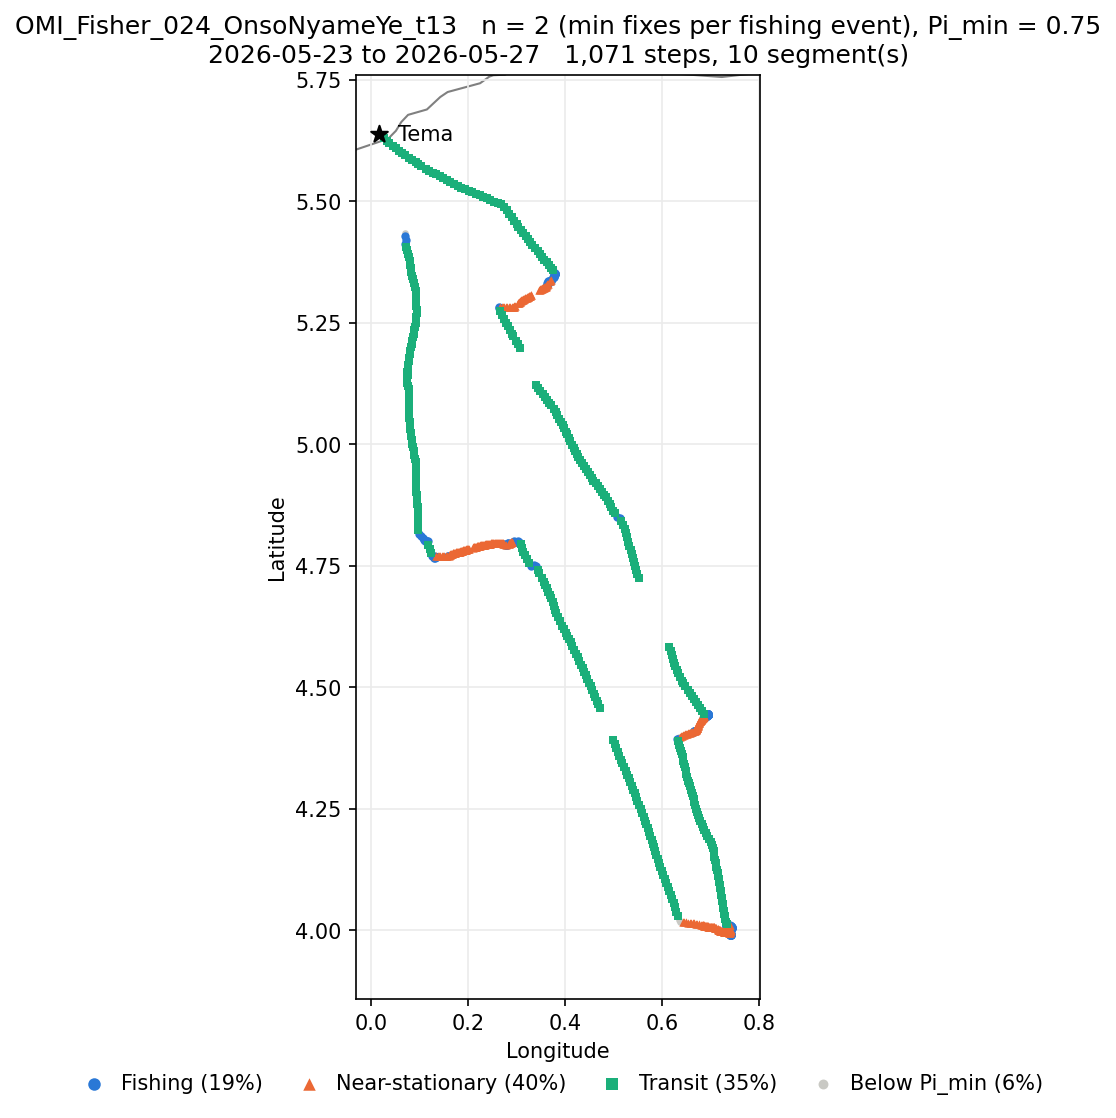 OMI_Fisher_024_OnsoNyameYe_t13   n = 2 (min fixes per fishing event), Pi_min = 0.75
2026-05-23 to 2026-05-27   1,071 steps, 10 segment(s)
5.75
Tema
5.50
5.25
5.00
Latitude
4.75
4.50
4.25
4.00
0.0 0.2 0.4 0.6 0.8
Longitude
Fishing (19%) Near-stationary (40%) Transit (35%) Below Pi_min (6%)